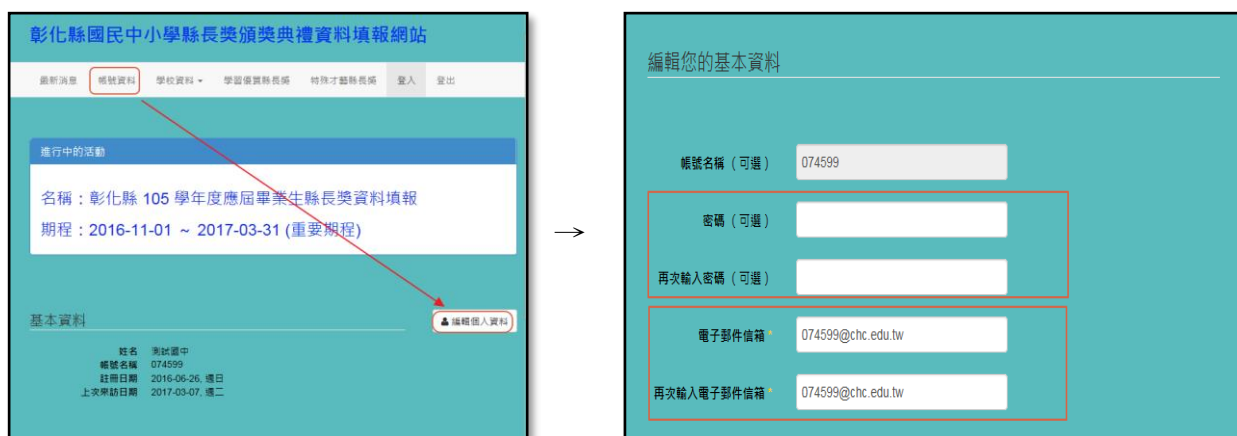 彰化縣國民中小學縣長獎頒獎典禮資料填報網站
最新消息 帳號資料 學校資料 學習優異縣長獎 特殊才藝縣長獎 登入 登出
進行中的活動
名稱：彰化縣 105 學年度應屆畢業生縣長獎資料填報
期程：2016-11-01 ~ 2017-03-31 (重要期程)
基本資料
編輯個人資料
姓名 測試國中
帳號名稱 074599
註冊日期 2016-06-26, 週日
上次來訪日期 2017-03-07, 週二
→
編輯您的基本資料
帳號名稱（可選） 074599
密碼（可選）
再次輸入密碼（可選）
電子郵件信箱* 074599@chc.edu.tw
再次輸入電子郵件信箱* 074599@chc.edu.tw